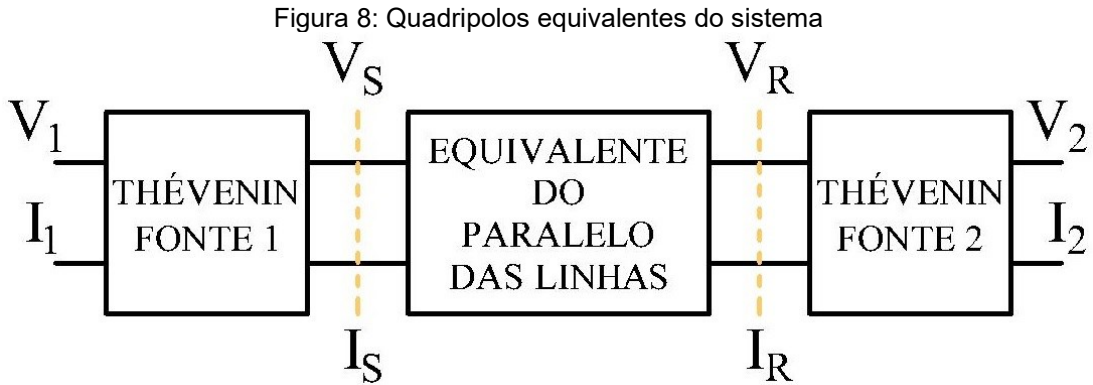 Figura 8: Quadripolos equivalentes do sistema
V_S
V_R
V_1
V_2
THÉVENIN
FONTE 1
EQUIVALENTE
DO
PARALELO
DAS LINHAS
THÉVENIN
FONTE 2
I_1
I_2
I_S
I_R